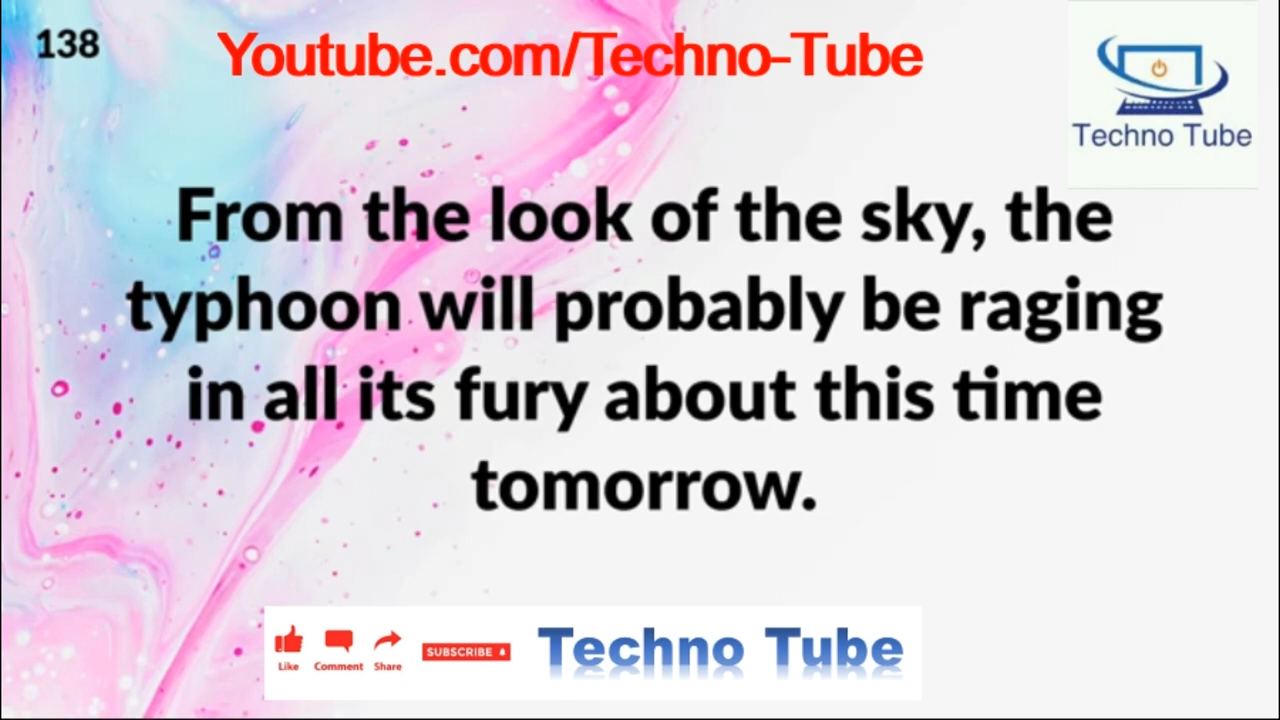 138
Youtube.com/Techno-Tube
Techno Tube
From the look of the sky, the
typhoon will probably be raging
in all its fury about this time
tomorrow.
Like Comment Share SUBSCRIBE Techno Tube